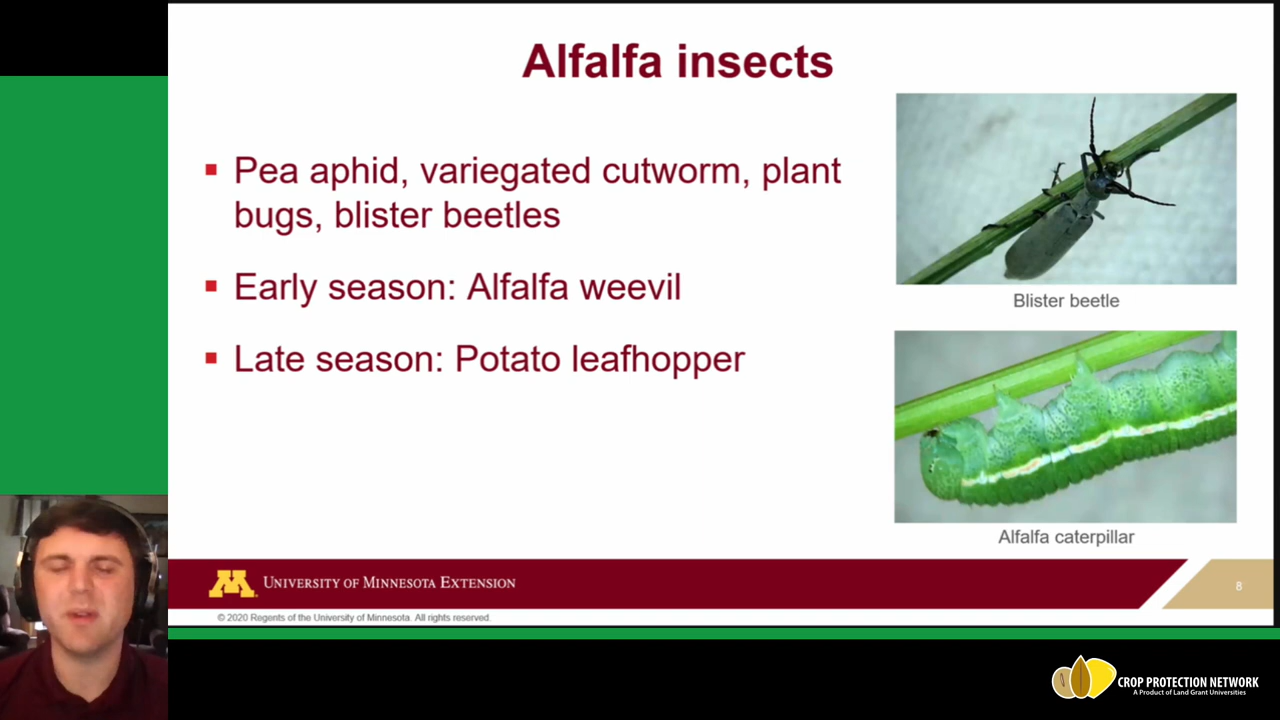 Alfalfa insects
Pea aphid, variegated cutworm, plant
bugs, blister beetles
Early season: Alfalfa weevil
Late season: Potato leafhopper
Blister beetle
Alfalfa caterpillar
M UNIVERSITY OF MINNESOTA EXTENSION
8
© 2020 Regents of the University of Minnesota. All rights reserved.
CROP PROTECTION NETWORK
A Product of Land Grant Universities